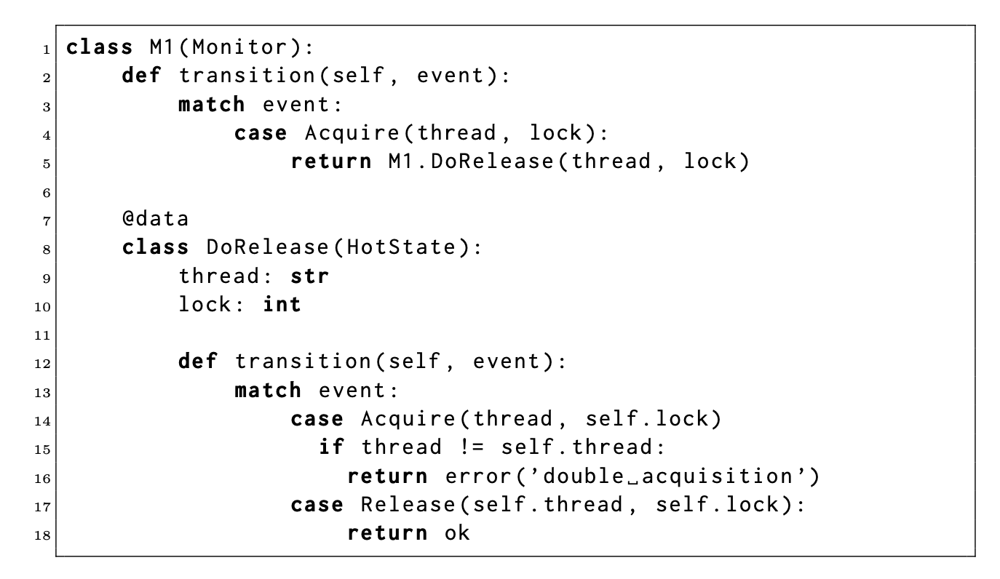 1 class M1(Monitor):
2     def transition(self, event):
3         match event:
4             case Acquire(thread, lock):
5                 return M1.DoRelease(thread, lock)
6
7     @data
8     class DoRelease(HotState):
9         thread: str
10         lock: int
11
12         def transition(self, event):
13             match event:
14                 case Acquire(thread, self.lock)
15                   if thread != self.thread:
16                     return error('double␣acquisition')
17                 case Release(self.thread, self.lock):
18                     return ok